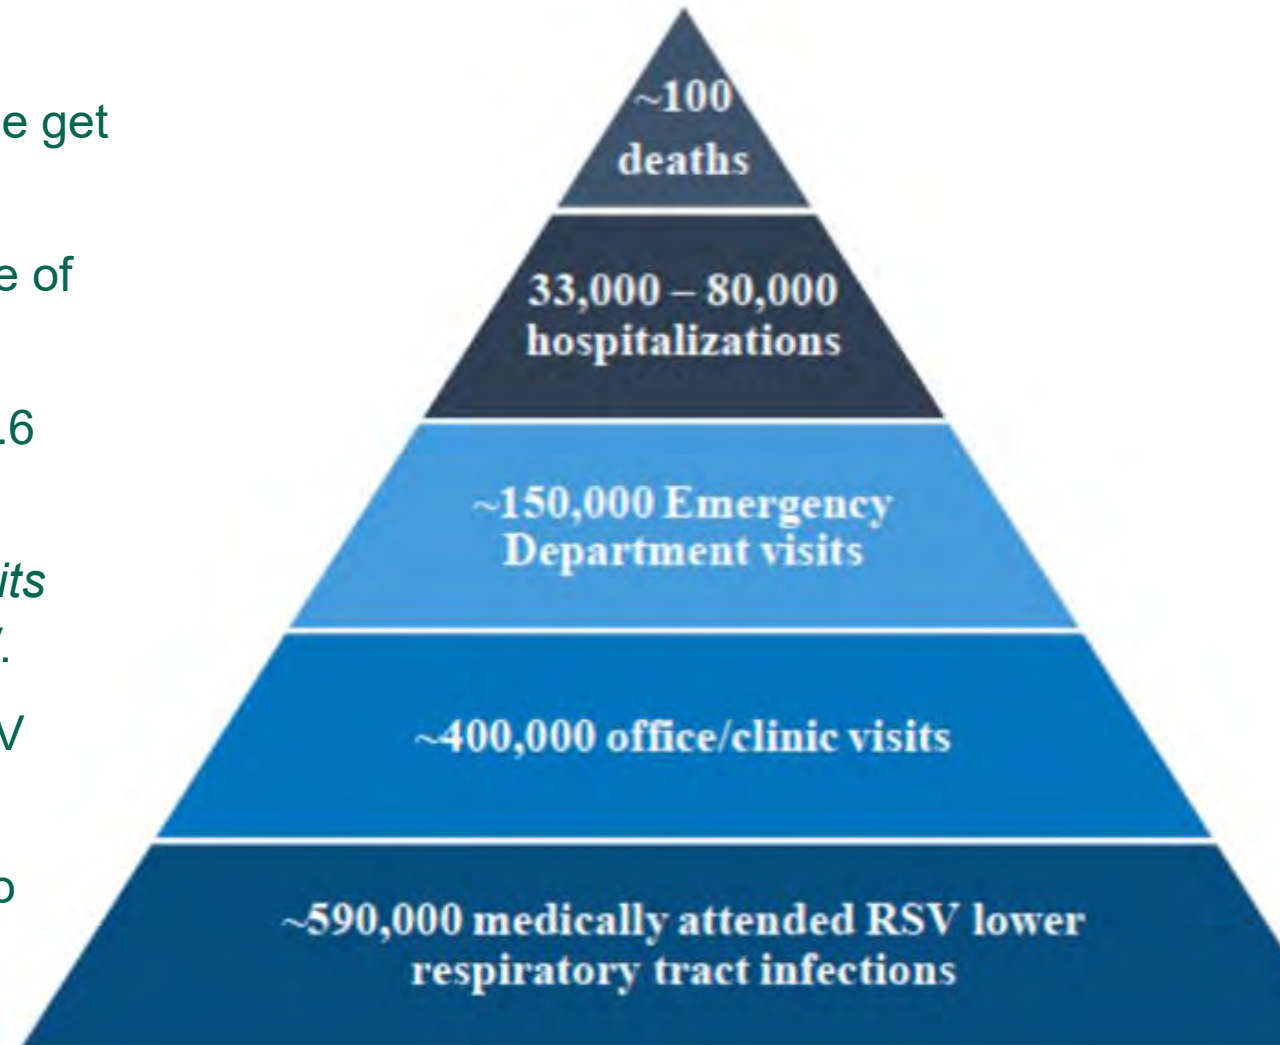 e get
e of
.6
its
.
V
o
~100
deaths
33,000 – 80,000
hospitalizations
~150,000 Emergency
Department visits
~400,000 office/clinic visits
~590,000 medically attended RSV lower
respiratory tract infections